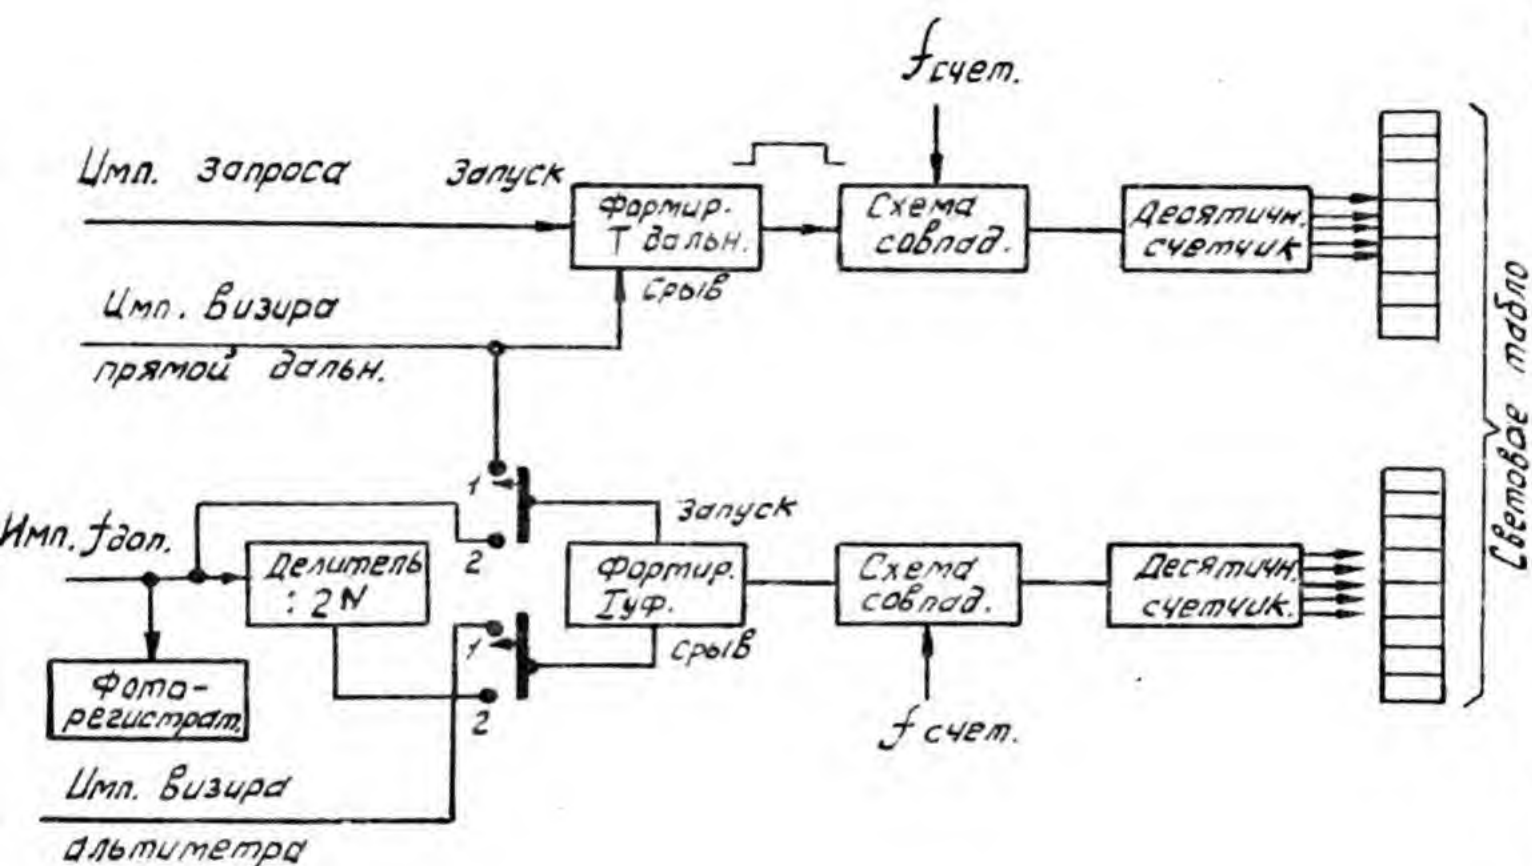 fсчет.
Имп. запроса
Запуск
Формир.
T дальн.
Схема
совпад.
Десятичн.
счетчик
срыв
Имп. визира
прямой дальн.
Световое табло
1
Запуск
Имп. fдоп.
2
Делитель
: 2N
Формир.
Tуф.
Схема
совпад.
Десятичн.
счетчик.
1
срыв
Фото-
регистрат.
2
f счет.
Имп. визира
альтиметра